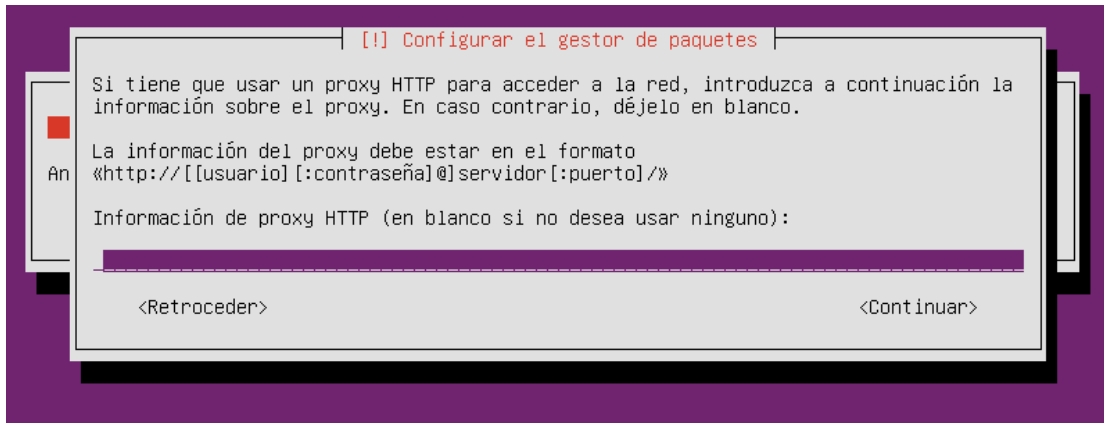 [!] Configurar el gestor de paquetes
Si tiene que usar un proxy HTTP para acceder a la red, introduzca a continuación la
información sobre el proxy. En caso contrario, déjelo en blanco.
La información del proxy debe estar en el formato
An
«http://[[usuario][:contraseña]@]servidor[:puerto]/»
Información de proxy HTTP (en blanco si no desea usar ninguno):
<Retroceder>
<Continuar>